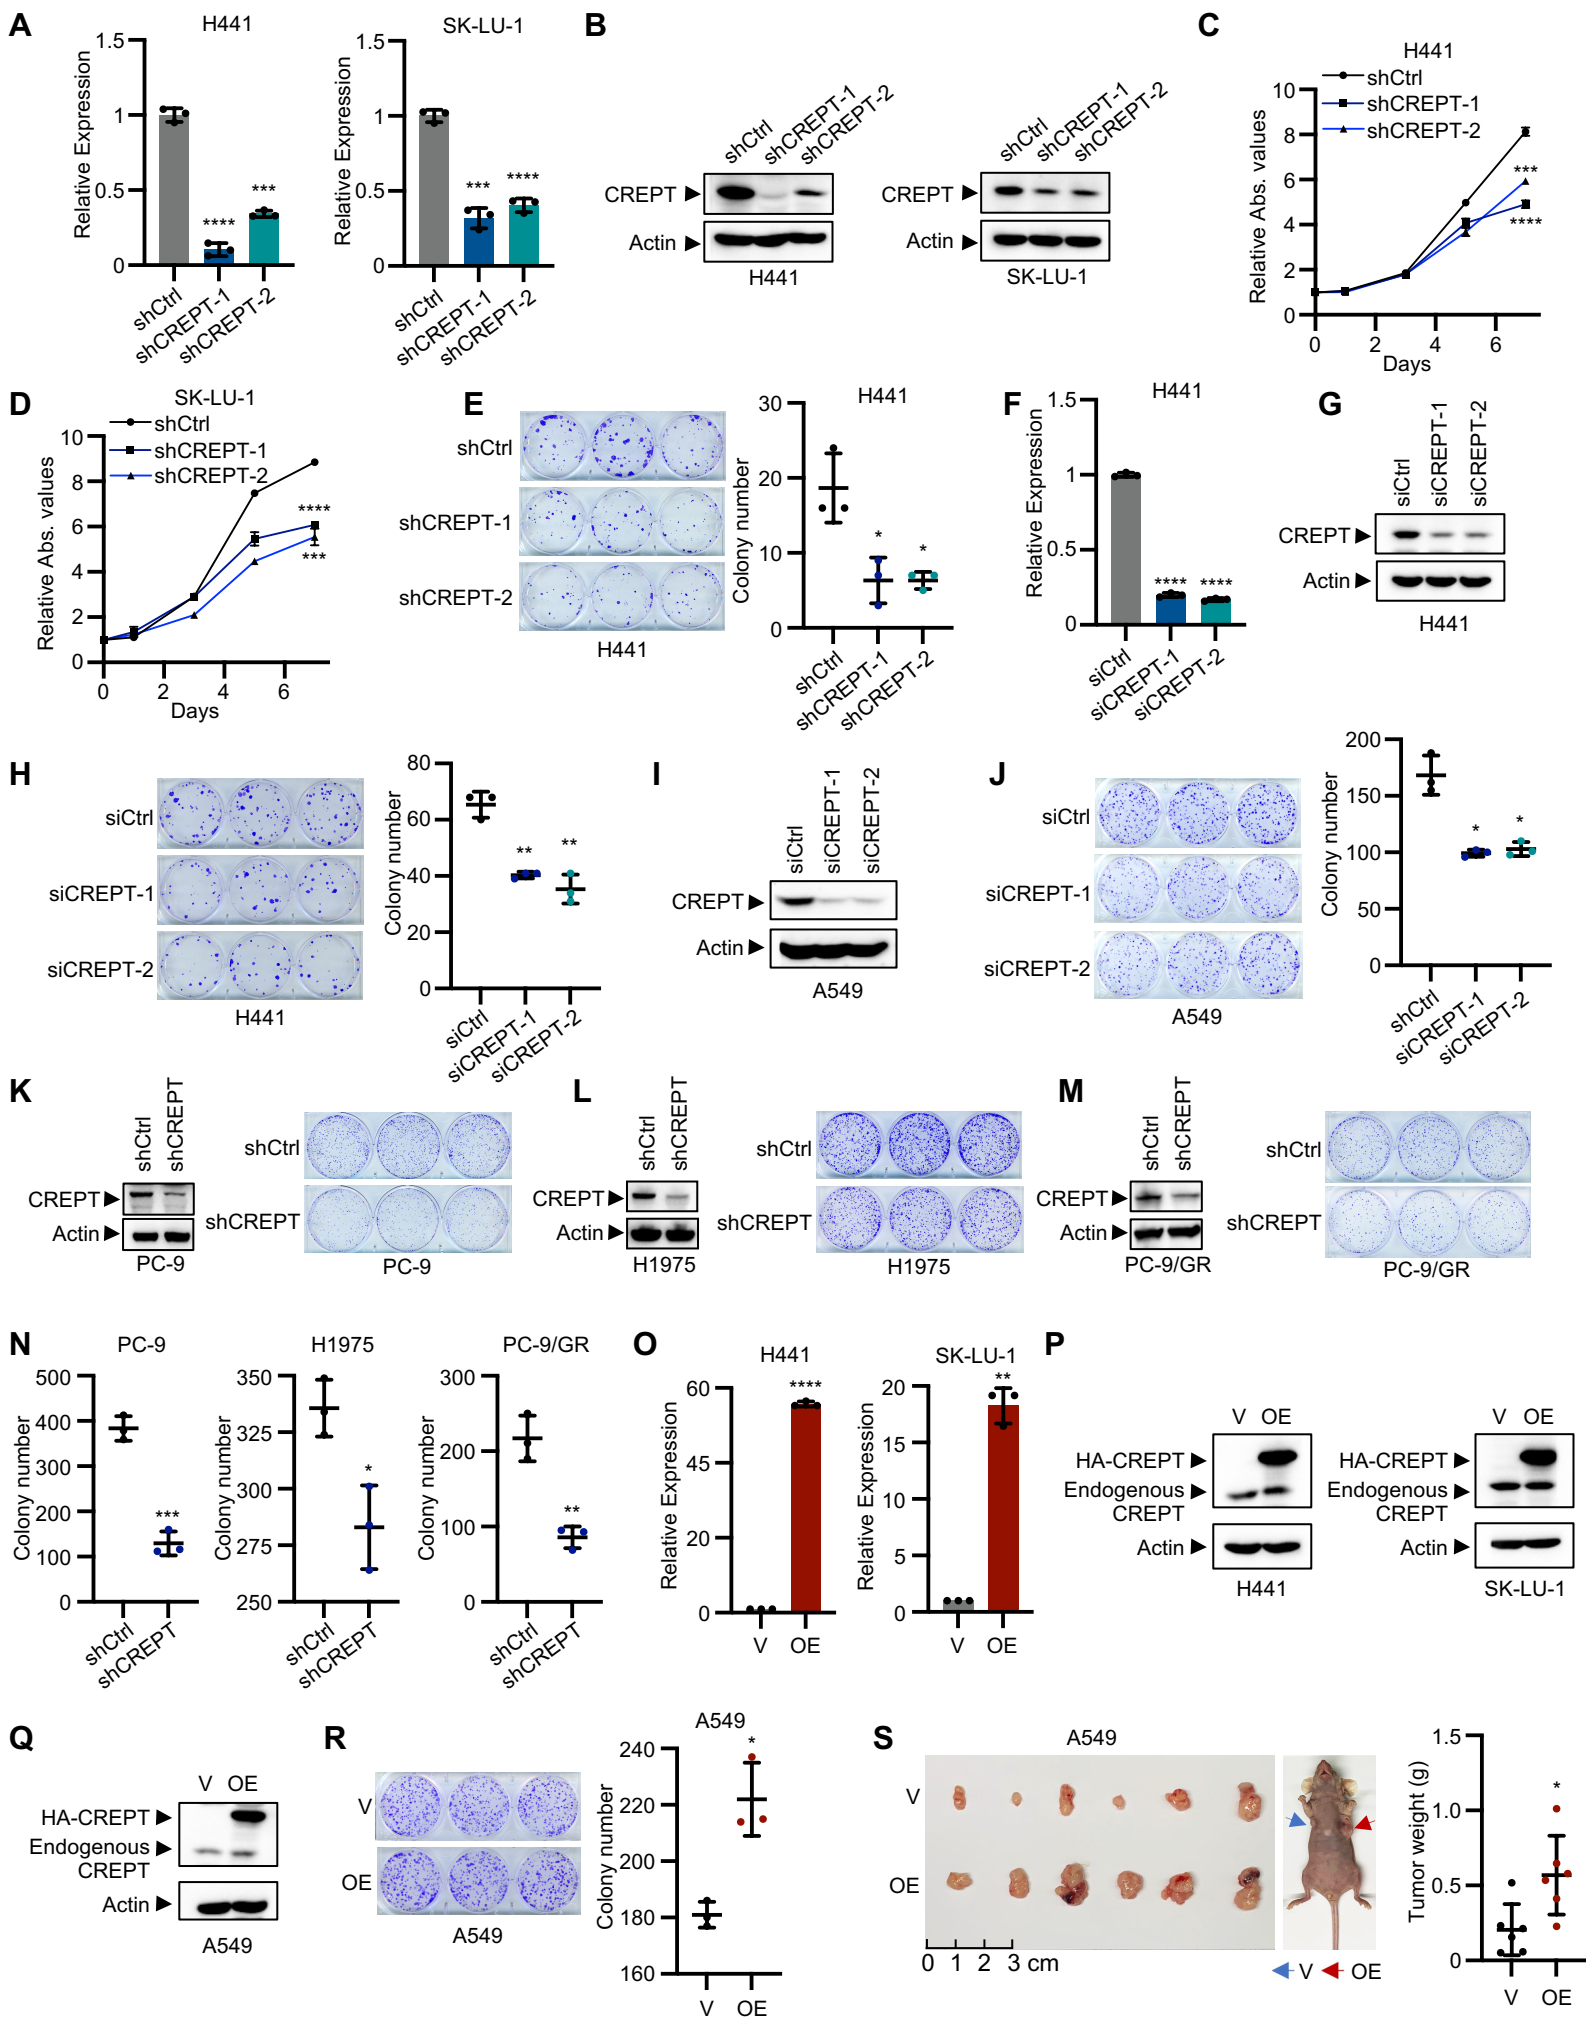 A
H441
Relative Expression
1.5
1
0.5
0
****
***
shCtrl
shCREPT-1
shCREPT-2
SK-LU-1
Relative Expression
1.5
1
0.5
0
***
****
shCtrl
shCREPT-1
shCREPT-2
B
shCtrl
shCREPT-1
shCREPT-2
CREPT
Actin
H441
shCtrl
shCREPT-1
shCREPT-2
CREPT
Actin
SK-LU-1
C
H441
shCtrl
shCREPT-1
shCREPT-2
Relative Abs. values
10
8
6
4
2
0
***
****
0 2 4 6
Days
D
SK-LU-1
shCtrl
shCREPT-1
shCREPT-2
Relative Abs. values
10
8
6
4
2
0
****
***
0 2 4 6
Days
E
shCtrl
shCREPT-1
shCREPT-2
H441
H441
Colony number
30
20
10
0
*
*
shCtrl
shCREPT-1
shCREPT-2
F
H441
Relative Expression
1.5
1
0.5
0
****
****
siCtrl
siCREPT-1
siCREPT-2
G
siCtrl
siCREPT-1
siCREPT-2
CREPT
Actin
H441
H
siCtrl
siCREPT-1
siCREPT-2
H441
Colony number
80
60
40
20
0
**
**
siCtrl
siCREPT-1
siCREPT-2
I
siCtrl
siCREPT-1
siCREPT-2
CREPT
Actin
A549
J
siCtrl
siCREPT-1
siCREPT-2
A549
Colony number
200
150
100
50
0
*
*
shCtrl
siCREPT-1
siCREPT-2
K
shCtrl
shCREPT
CREPT
Actin
PC-9
shCtrl
shCREPT
PC-9
L
shCtrl
shCREPT
CREPT
Actin
H1975
shCtrl
shCREPT
H1975
M
shCtrl
shCREPT
CREPT
Actin
PC-9/GR
shCtrl
shCREPT
PC-9/GR
N
PC-9
Colony number
500
400
300
200
100
0
***
shCtrl
shCREPT
H1975
Colony number
350
325
300
275
250
*
shCtrl
shCREPT
PC-9/GR
Colony number
300
200
100
0
**
shCtrl
shCREPT
O
H441
Relative Expression
60
45
20
0
****
V OE
SK-LU-1
Relative Expression
20
15
10
5
0
**
V OE
P
V OE
HA-CREPT
Endogenous
CREPT
Actin
H441
V OE
HA-CREPT
Endogenous
CREPT
Actin
SK-LU-1
Q
V OE
HA-CREPT
Endogenous
CREPT
Actin
A549
R
V
OE
A549
A549
Colony number
240
220
200
180
160
*
V OE
S
A549
V
OE
0 1 2 3 cm
V OE
Tumor weight (g)
1.5
1.0
0.5
0
*
V OE